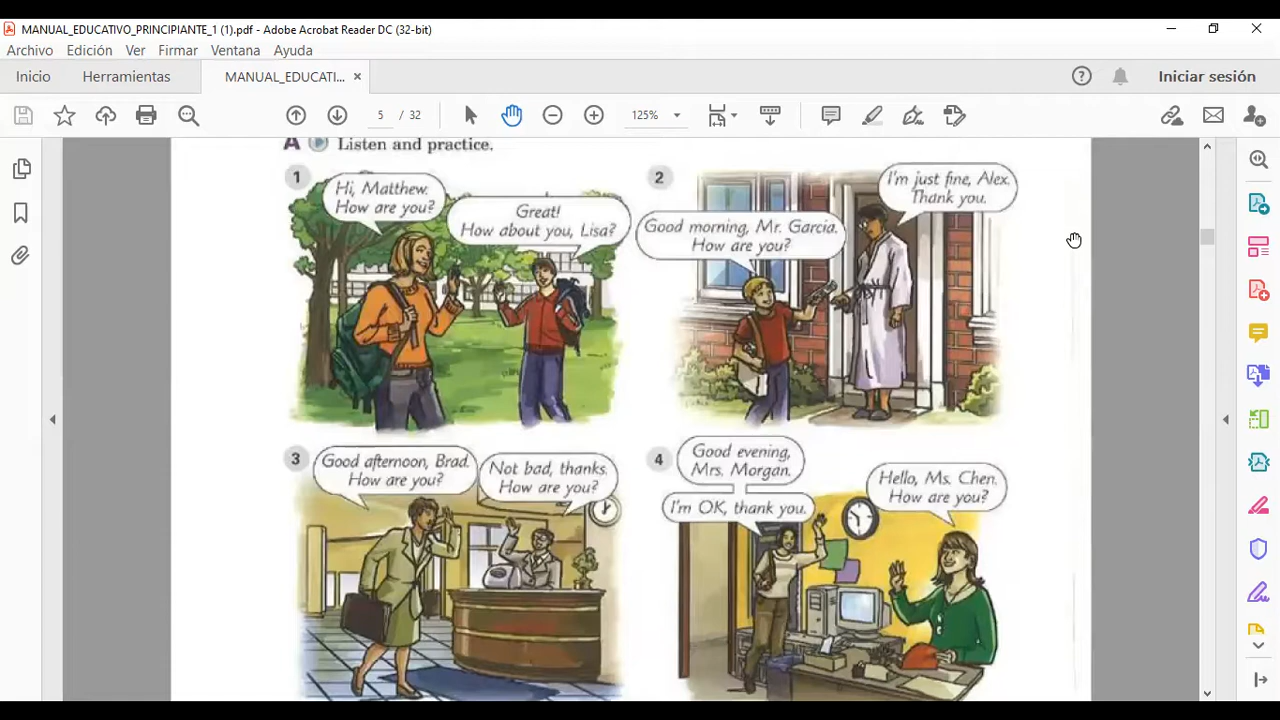 MANUAL_EDUCATIVO_PRINCIPIANTE_1 (1).pdf - Adobe Acrobat Reader DC (32-bit)
Archivo Edición Ver Firmar Ventana Ayuda
Inicio Herramientas MANUAL_EDUCATI... Iniciar sesión
5 / 32 125%
A Listen and practice.
1
Hi, Matthew.
How are you?
Great!
How about you, Lisa?
2
Good morning, Mr. Garcia.
How are you?
I'm just fine, Alex.
Thank you.
3
Good afternoon, Brad.
How are you?
Not bad, thanks.
How are you?
4
Good evening,
Mrs. Morgan.
I'm OK, thank you.
Hello, Ms. Chen.
How are you?